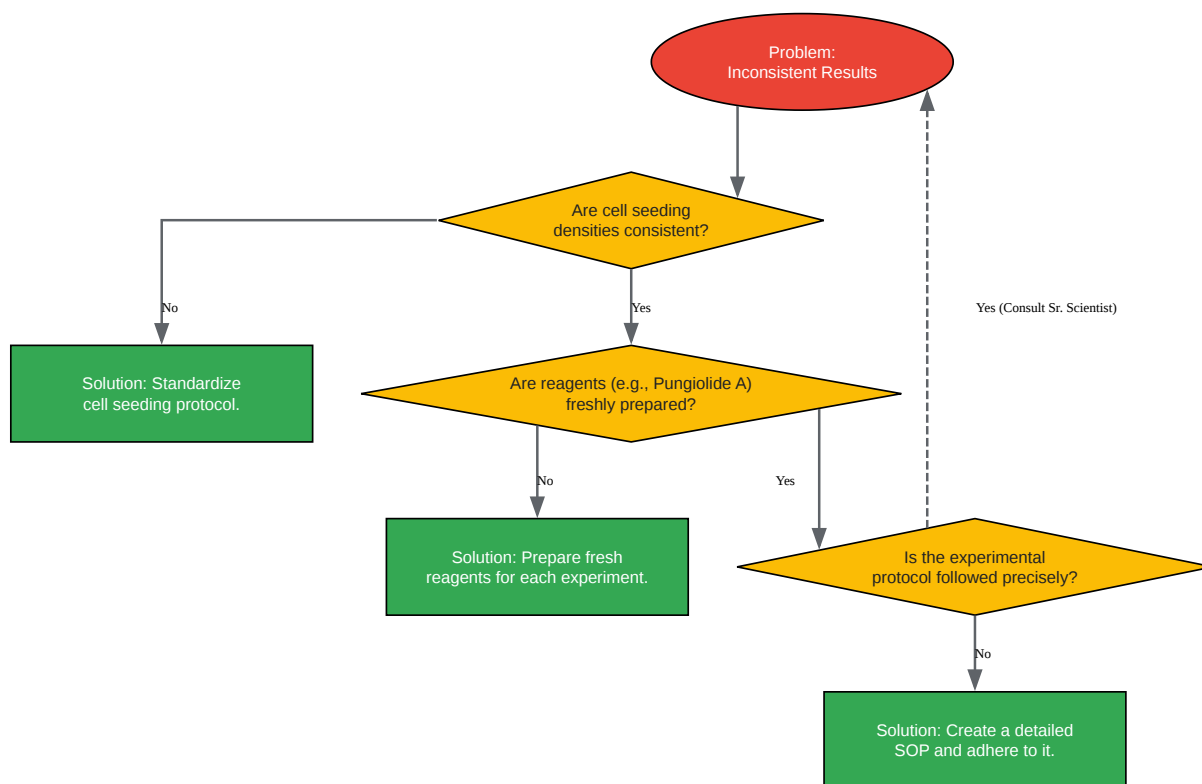 Problem:
Inconsistent Results
Are cell seeding
densities consistent?
No
Yes
Yes (Consult Sr. Scientist)
Solution: Standardize
cell seeding protocol.
Are reagents (e.g., Pungiolide A)
freshly prepared?
No
Yes
Solution: Prepare fresh
reagents for each experiment.
Is the experimental
protocol followed precisely?
No
Solution: Create a detailed
SOP and adhere to it.